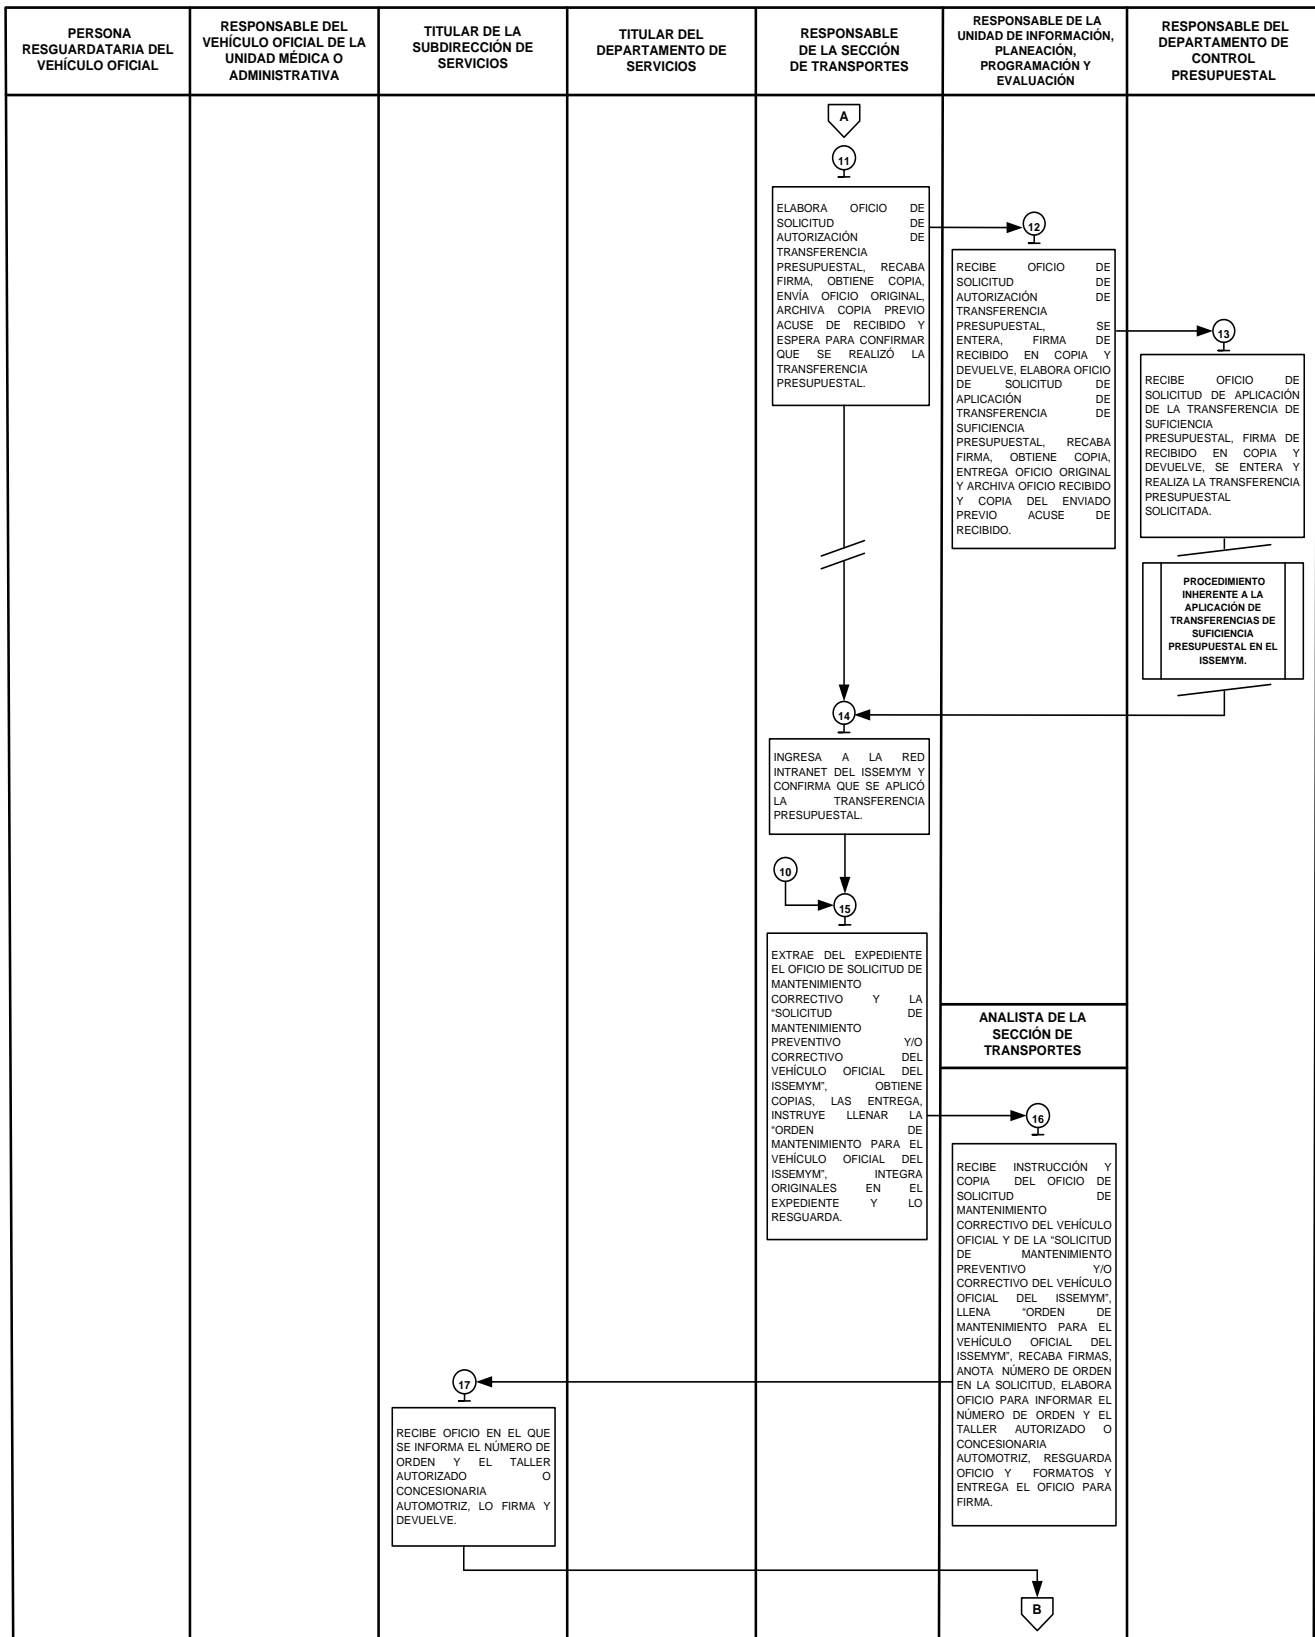 PERSONA
RESGUARDATARIA DEL
VEHÍCULO OFICIAL
RESPONSABLE DEL
VEHÍCULO OFICIAL DE LA
UNIDAD MÉDICA O
ADMINISTRATIVA
TITULAR DE LA
SUBDIRECCIÓN DE
SERVICIOS
TITULAR DEL
DEPARTAMENTO DE
SERVICIOS
RESPONSABLE
DE LA SECCIÓN
DE TRANSPORTES
RESPONSABLE DE LA
UNIDAD DE INFORMACIÓN,
PLANEACIÓN,
PROGRAMACIÓN Y
EVALUACIÓN
RESPONSABLE DEL
DEPARTAMENTO DE
CONTROL
PRESUPUESTAL
A
11
ELABORA OFICIO DE
SOLICITUD DE
AUTORIZACIÓN DE
TRANSFERENCIA
PRESUPUESTAL, RECABA
FIRMA, OBTIENE COPIA,
ENVÍA OFICIO ORIGINAL,
ARCHIVA COPIA PREVIO
ACUSE DE RECIBIDO Y
ESPERA PARA CONFIRMAR
QUE SE REALIZÓ LA
TRANSFERENCIA
PRESUPUESTAL.
12
RECIBE OFICIO DE
SOLICITUD DE
AUTORIZACIÓN DE
TRANSFERENCIA
PRESUPUESTAL, SE
ENTERA, FIRMA DE
RECIBIDO EN COPIA Y
DEVUELVE, ELABORA OFICIO
DE SOLICITUD DE
APLICACIÓN DE
TRANSFERENCIA DE
SUFICIENCIA
PRESUPUESTAL, RECABA
FIRMA, OBTIENE COPIA,
ENTREGA OFICIO ORIGINAL
Y ARCHIVA OFICIO RECIBIDO
Y COPIA DEL ENVIADO
PREVIO ACUSE DE
RECIBIDO.
13
RECIBE OFICIO DE
SOLICITUD DE APLICACIÓN
DE LA TRANSFERENCIA DE
SUFICIENCIA
PRESUPUESTAL, FIRMA DE
RECIBIDO EN COPIA Y
DEVUELVE, SE ENTERA Y
REALIZA LA TRANSFERENCIA
PRESUPUESTAL
SOLICITADA.
PROCEDIMIENTO
INHERENTE A LA
APLICACIÓN DE
TRANSFERENCIAS DE
SUFICIENCIA
PRESUPUESTAL EN EL
ISSEMYM.
14
INGRESA A LA RED
INTRANET DEL ISSEMYM Y
CONFIRMA QUE SE APLICÓ
LA TRANSFERENCIA
PRESUPUESTAL.
10
15
EXTRAE DEL EXPEDIENTE
EL OFICIO DE SOLICITUD DE
MANTENIMIENTO
CORRECTIVO Y LA
“SOLICITUD DE
MANTENIMIENTO
PREVENTIVO Y/O
CORRECTIVO DEL
VEHÍCULO OFICIAL DEL
ISSEMYM”, OBTIENE
COPIAS, LAS ENTREGA,
INSTRUYE LLENAR LA
“ORDEN DE
MANTENIMIENTO PARA EL
VEHÍCULO OFICIAL DEL
ISSEMYM”, INTEGRA
ORIGINALES EN EL
EXPEDIENTE Y LO
RESGUARDA.
ANALISTA DE LA
SECCIÓN DE
TRANSPORTES
16
RECIBE INSTRUCCIÓN Y
COPIA DEL OFICIO DE
SOLICITUD DE
MANTENIMIENTO
CORRECTIVO DEL VEHÍCULO
OFICIAL Y DE LA “SOLICITUD
DE MANTENIMIENTO
PREVENTIVO Y/O
CORRECTIVO DEL VEHÍCULO
OFICIAL DEL ISSEMYM”,
LLENA “ORDEN DE
MANTENIMIENTO PARA EL
VEHÍCULO OFICIAL DEL
ISSEMYM”, RECABA FIRMAS,
ANOTA NÚMERO DE ORDEN
EN LA SOLICITUD, ELABORA
OFICIO PARA INFORMAR EL
NÚMERO DE ORDEN Y EL
TALLER AUTORIZADO O
CONCESIONARIA
AUTOMOTRIZ, RESGUARDA
OFICIO Y FORMATOS Y
ENTREGA EL OFICIO PARA
FIRMA.
17
RECIBE OFICIO EN EL QUE
SE INFORMA EL NÚMERO DE
ORDEN Y EL TALLER
AUTORIZADO O
CONCESIONARIA
AUTOMOTRIZ, LO FIRMA Y
DEVUELVE.
B